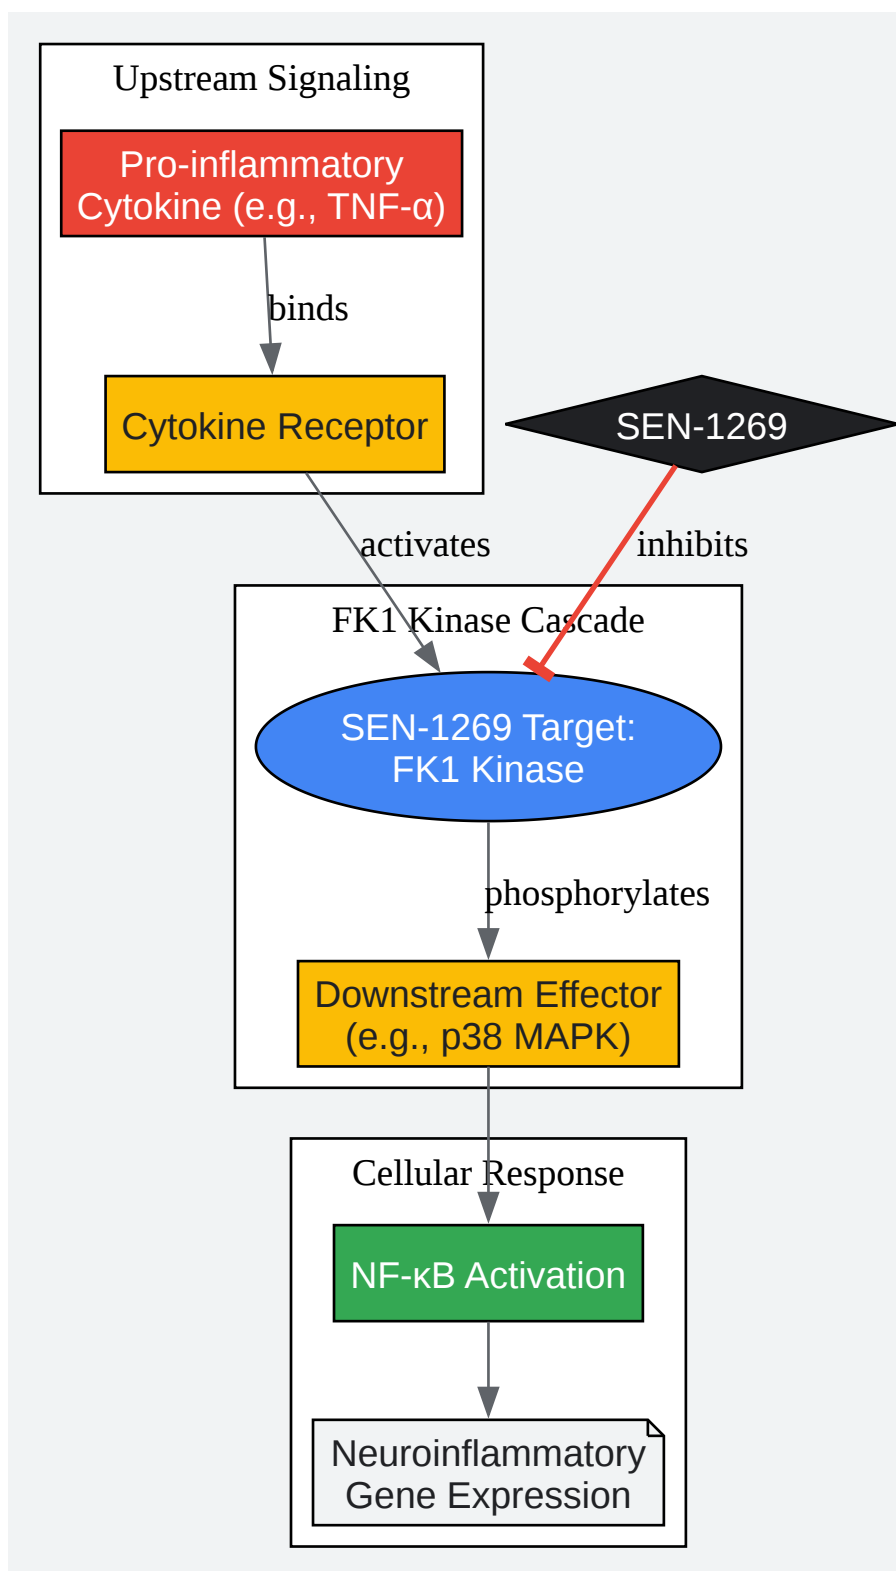 Upstream Signaling
Pro-inflammatory
Cytokine (e.g., TNF-α)
binds
Cytokine Receptor
SEN-1269
activates
inhibits
FK1 Kinase Cascade
SEN-1269 Target:
FK1 Kinase
phosphorylates
Downstream Effector
(e.g., p38 MAPK)
Cellular Response
NF-κB Activation
Neuroinflammatory
Gene Expression